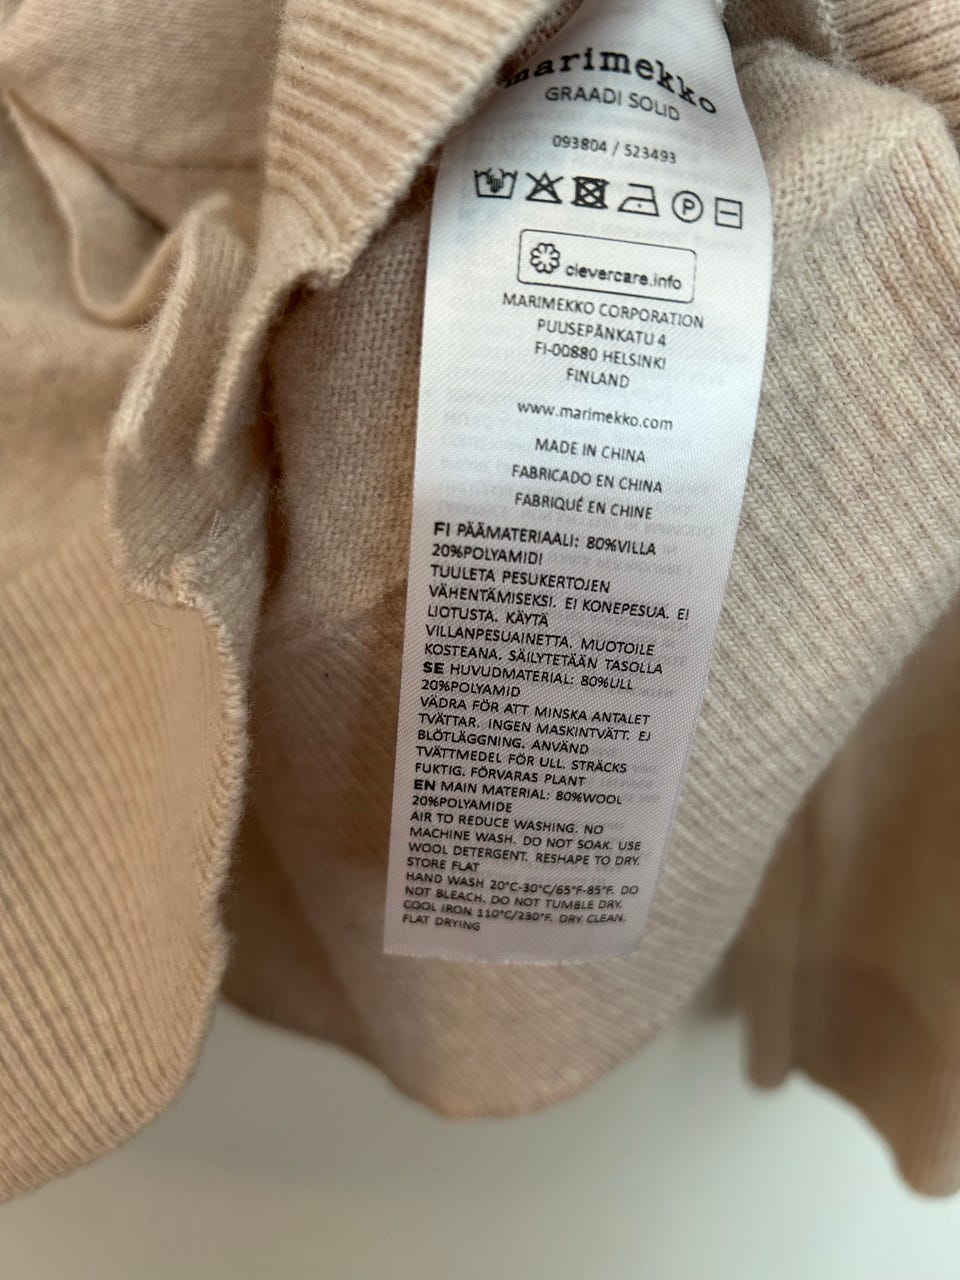 marimekko
GRAADI SOLID
093804 / 523493
P
clevercare.info
MARIMEKKO CORPORATION
PUUSEPÄNKATU 4
FI-00880 HELSINKI
FINLAND
www.marimekko.com
MADE IN CHINA
FABRICADO EN CHINA
FABRIQUÉ EN CHINE
FI PÄÄMATERIAALI: 80%VILLA
20%POLYAMIDI
TUULETA PESUKERTOJEN
VÄHENTÄMISEKSI. EI KONEPESUA. EI
LIOTUSTA. KÄYTÄ
VILLANPESUAINETTA. MUOTOILE
KOSTEANA. SÄILYTETÄÄN TASOLLA
SE HUVUDMATERIAL: 80%ULL
20%POLYAMID
VÄDRA FÖR ATT MINSKA ANTALET
TVÄTTAR. INGEN MASKINTVÄTT. EJ
BLÖTLÄGGNING. ANVÄND
TVÄTTMEDEL FÖR ULL. STRÄCKS
FUKTIG. FÖRVARAS PLANT
EN MAIN MATERIAL: 80%WOOL
20%POLYAMIDE
AIR TO REDUCE WASHING. NO
MACHINE WASH. DO NOT SOAK. USE
WOOL DETERGENT. RESHAPE TO DRY.
STORE FLAT
HAND WASH 20°C-30°C/65°F-85°F. DO
NOT BLEACH. DO NOT TUMBLE DRY.
COOL IRON 110°C/230°F. DRY CLEAN.
FLAT DRYING